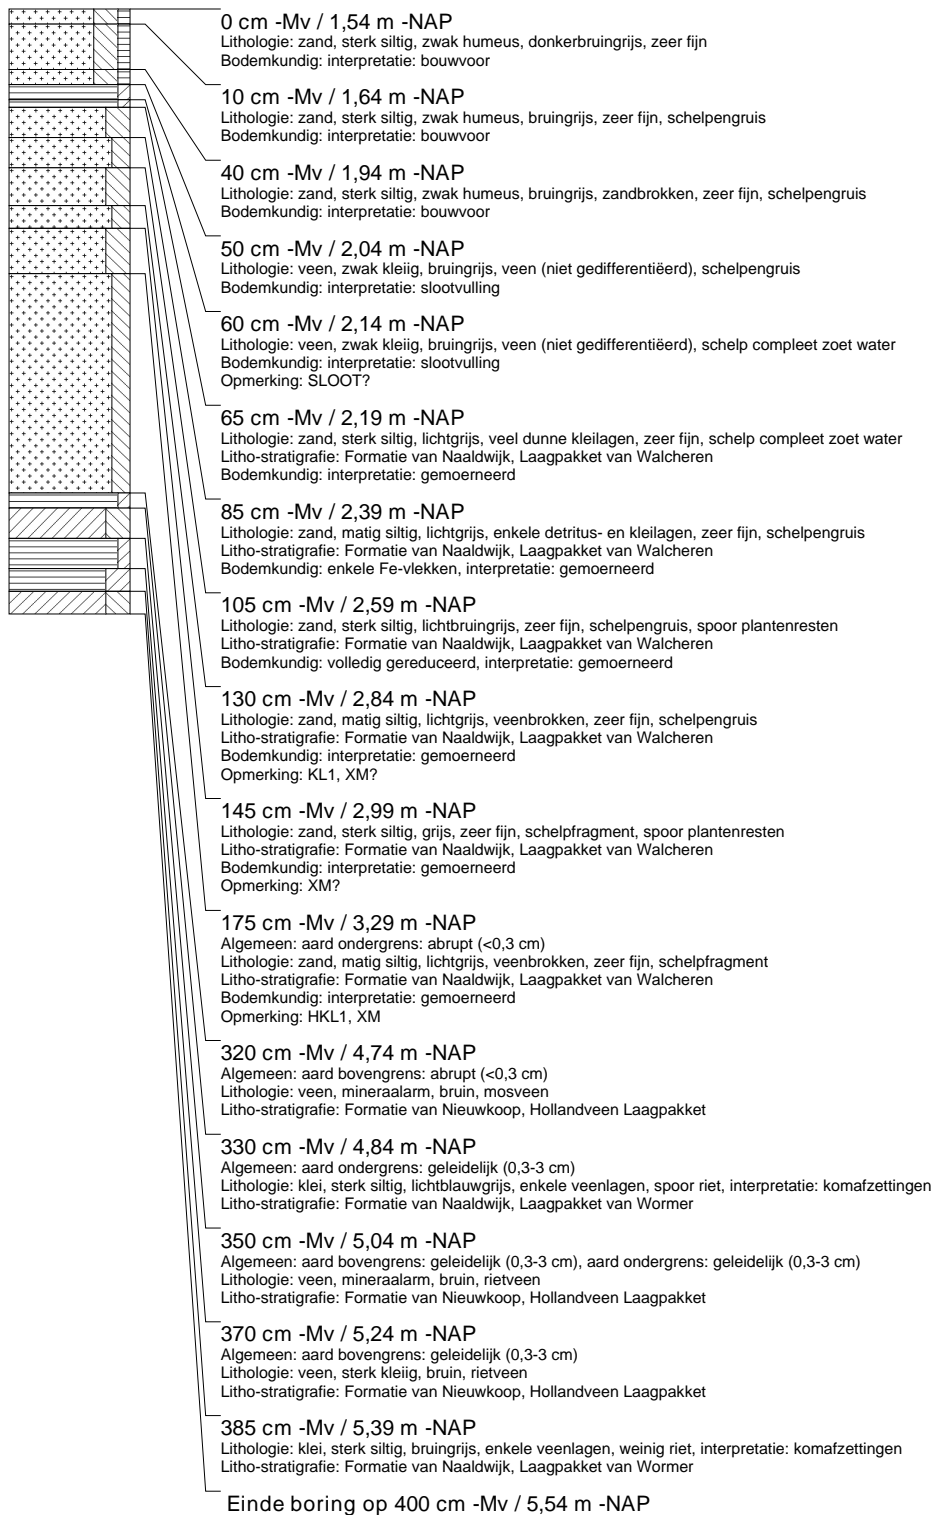 0 cm -Mv / 1,54 m -NAP
Lithologie: zand, sterk siltig, zwak humeus, donkerbruingrijs, zeer fijn
Bodemkundig: interpretatie: bouwvoor
10 cm -Mv / 1,64 m -NAP
Lithologie: zand, sterk siltig, zwak humeus, bruingrijs, zeer fijn, schelpengruis
Bodemkundig: interpretatie: bouwvoor
40 cm -Mv / 1,94 m -NAP
Lithologie: zand, sterk siltig, zwak humeus, bruingrijs, zandbrokken, zeer fijn, schelpengruis
Bodemkundig: interpretatie: bouwvoor
50 cm -Mv / 2,04 m -NAP
Lithologie: veen, zwak kleiig, bruingrijs, veen (niet gedifferentiëerd), schelpengruis
Bodemkundig: interpretatie: slootvulling
60 cm -Mv / 2,14 m -NAP
Lithologie: veen, zwak kleiig, bruingrijs, veen (niet gedifferentiëerd), schelp compleet zoet water
Bodemkundig: interpretatie: slootvulling
Opmerking: SLOOT?
65 cm -Mv / 2,19 m -NAP
Lithologie: zand, sterk siltig, lichtgrijs, veel dunne kleilagen, zeer fijn, schelp compleet zoet water
Litho-stratigrafie: Formatie van Naaldwijk, Laagpakket van Walcheren
Bodemkundig: interpretatie: gemoerneerd
85 cm -Mv / 2,39 m -NAP
Lithologie: zand, matig siltig, lichtgrijs, enkele detritus- en kleilagen, zeer fijn, schelpengruis
Litho-stratigrafie: Formatie van Naaldwijk, Laagpakket van Walcheren
Bodemkundig: enkele Fe-vlekken, interpretatie: gemoerneerd
105 cm -Mv / 2,59 m -NAP
Lithologie: zand, sterk siltig, lichtbruingrijs, zeer fijn, schelpengruis, spoor plantenresten
Litho-stratigrafie: Formatie van Naaldwijk, Laagpakket van Walcheren
Bodemkundig: volledig gereduceerd, interpretatie: gemoerneerd
130 cm -Mv / 2,84 m -NAP
Lithologie: zand, matig siltig, lichtgrijs, veenbrokken, zeer fijn, schelpengruis
Litho-stratigrafie: Formatie van Naaldwijk, Laagpakket van Walcheren
Bodemkundig: interpretatie: gemoerneerd
Opmerking: KL1, XM?
145 cm -Mv / 2,99 m -NAP
Lithologie: zand, sterk siltig, grijs, zeer fijn, schelpfragment, spoor plantenresten
Litho-stratigrafie: Formatie van Naaldwijk, Laagpakket van Walcheren
Bodemkundig: interpretatie: gemoerneerd
Opmerking: XM?
175 cm -Mv / 3,29 m -NAP
Algemeen: aard ondergrens: abrupt (<0,3 cm)
Lithologie: zand, matig siltig, lichtgrijs, veenbrokken, zeer fijn, schelpfragment
Litho-stratigrafie: Formatie van Naaldwijk, Laagpakket van Walcheren
Bodemkundig: interpretatie: gemoerneerd
Opmerking: HKL1, XM
320 cm -Mv / 4,74 m -NAP
Algemeen: aard bovengrens: abrupt (<0,3 cm)
Lithologie: veen, mineraalarm, bruin, mosveen
Litho-stratigrafie: Formatie van Nieuwkoop, Hollandveen Laagpakket
330 cm -Mv / 4,84 m -NAP
Algemeen: aard ondergrens: geleidelijk (0,3-3 cm)
Lithologie: klei, sterk siltig, lichtblauwgrijs, enkele veenlagen, spoor riet, interpretatie: komafzettingen
Litho-stratigrafie: Formatie van Naaldwijk, Laagpakket van Wormer
350 cm -Mv / 5,04 m -NAP
Algemeen: aard bovengrens: geleidelijk (0,3-3 cm), aard ondergrens: geleidelijk (0,3-3 cm)
Lithologie: veen, mineraalarm, bruin, rietveen
Litho-stratigrafie: Formatie van Nieuwkoop, Hollandveen Laagpakket
370 cm -Mv / 5,24 m -NAP
Algemeen: aard bovengrens: geleidelijk (0,3-3 cm)
Lithologie: veen, sterk kleiig, bruin, rietveen
Litho-stratigrafie: Formatie van Nieuwkoop, Hollandveen Laagpakket
385 cm -Mv / 5,39 m -NAP
Lithologie: klei, sterk siltig, bruingrijs, enkele veenlagen, weinig riet, interpretatie: komafzettingen
Litho-stratigrafie: Formatie van Naaldwijk, Laagpakket van Wormer
Einde boring op 400 cm -Mv / 5,54 m -NAP